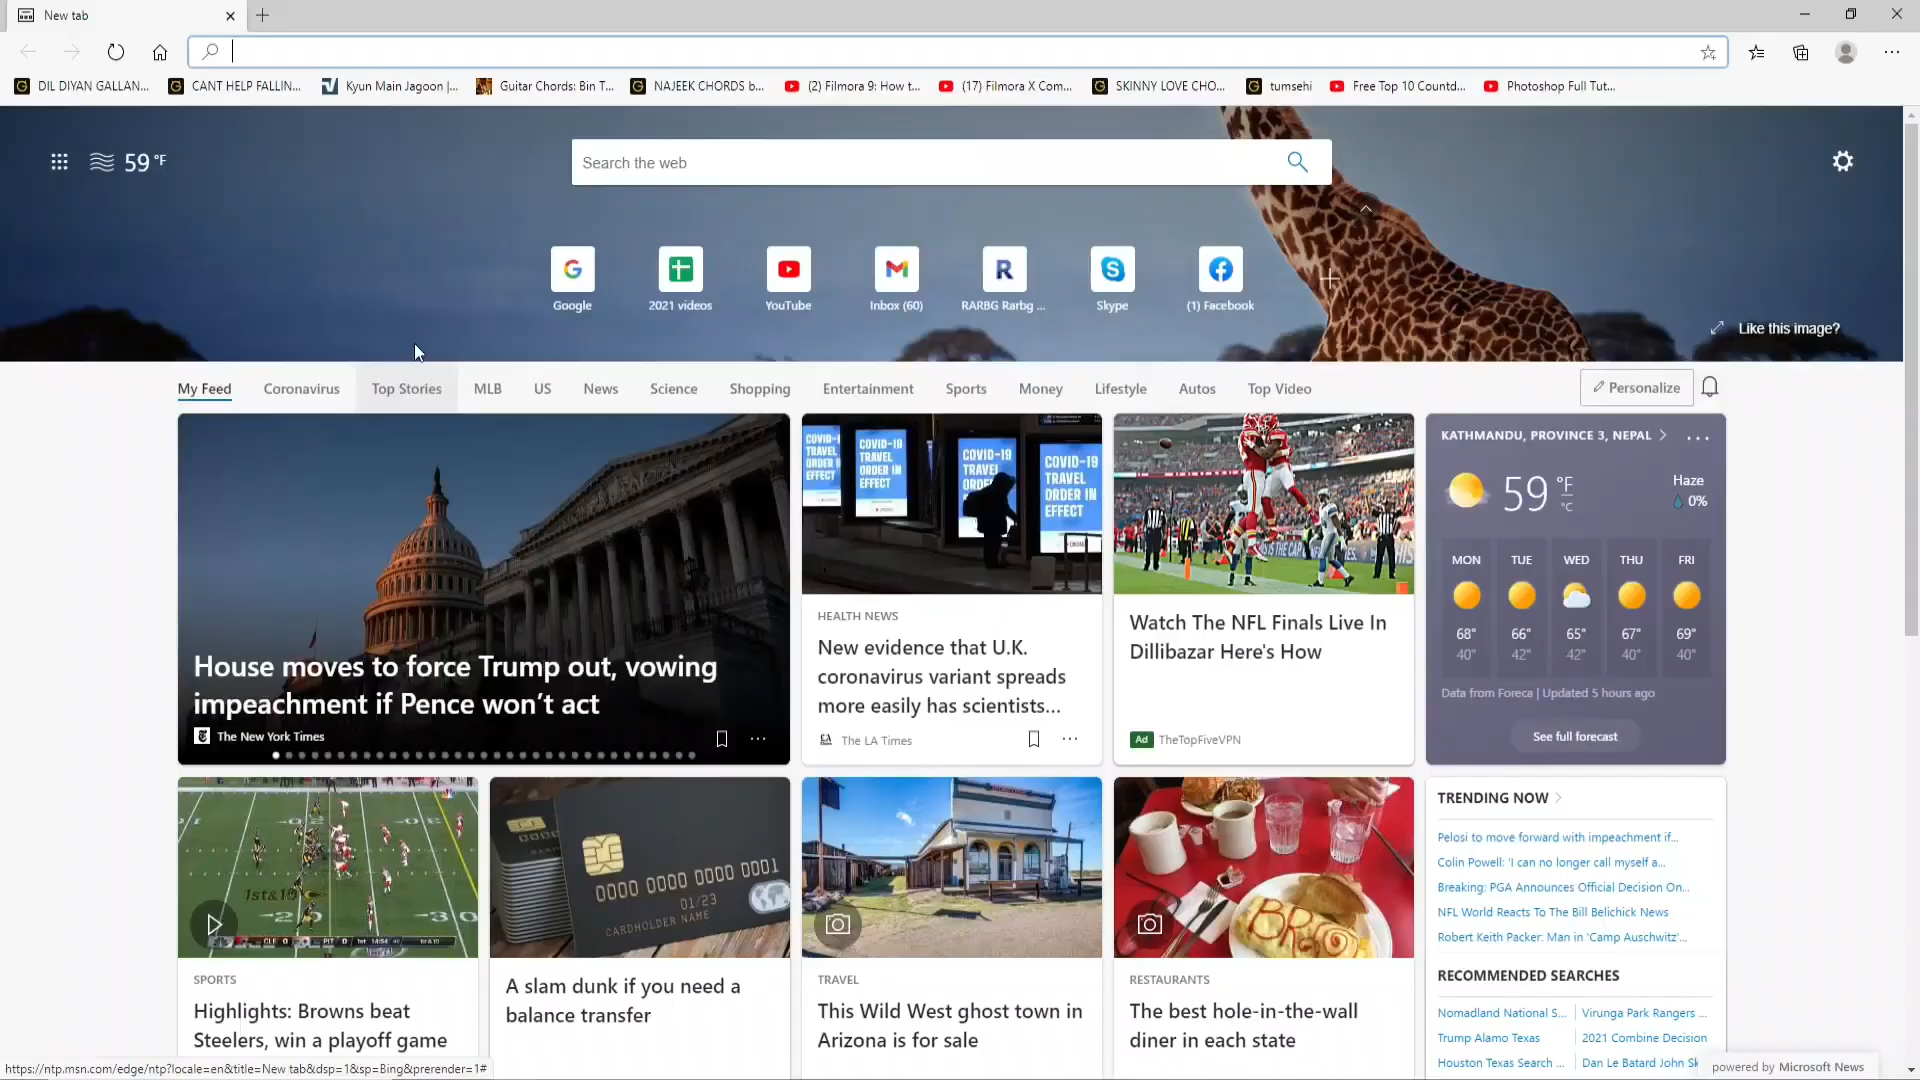 New tab
DIL DIYAN GALLAN...
CANT HELP FALLIN...
Kyun Main Jagoon |...
Guitar Chords: Bin T...
NAJEEK CHORDS b...
(2) Filmora 9: How t...
(17) Filmora X Com...
SKINNY LOVE CHO...
tumsehi
Free Top 10 Countd...
Photoshop Full Tut...
59 °F
Search the web
Google
2021 videos
YouTube
Inbox (60)
RARBG Rarbg ...
Skype
(1) Facebook
Like this image?
My Feed
Coronavirus
Top Stories
MLB
US
News
Science
Shopping
Entertainment
Sports
Money
Lifestyle
Autos
Top Video
Personalize
House moves to force Trump out, vowing
impeachment if Pence won’t act
The New York Times
COVID-19
TRAVEL
ORDER IN
EFFECT
COVID-19
TRAVEL
ORDER IN
EFFECT
HEALTH NEWS
New evidence that U.K.
coronavirus variant spreads
more easily has scientists...
The LA Times
Watch The NFL Finals Live In
Dillibazar Here's How
Ad TheTopFiveVPN
KATHMANDU, PROVINCE 3, NEPAL
59 °F
°C
Haze
0%
MON TUE WED THU FRI
68° 66° 65° 67° 69°
40° 42° 42° 40° 40°
Data from Foreca | Updated 5 hours ago
See full forecast
1st&10
SPORTS
Highlights: Browns beat
Steelers, win a playoff game
0000 0000 0000 0001
01/23
CARDHOLDER NAME
A slam dunk if you need a
balance transfer
TRAVEL
This Wild West ghost town in
Arizona is for sale
RESTAURANTS
The best hole-in-the-wall
diner in each state
TRENDING NOW
Pelosi to move forward with impeachment if...
Colin Powell: 'I can no longer call myself a...
Breaking: PGA Announces Official Decision On...
NFL World Reacts To The Bill Belichick News
Robert Keith Packer: Man in 'Camp Auschwitz'...
RECOMMENDED SEARCHES
Nomadland National S...
Virunga Park Rangers ...
Trump Alamo Texas
2021 Combine Decision
Houston Texas Search ...
Dan Le Batard John
powered by Microsoft News
https://ntp.msn.com/edge/ntp?locale=en&title=New tab&dsp=1&sp=Bing&prerender=1#